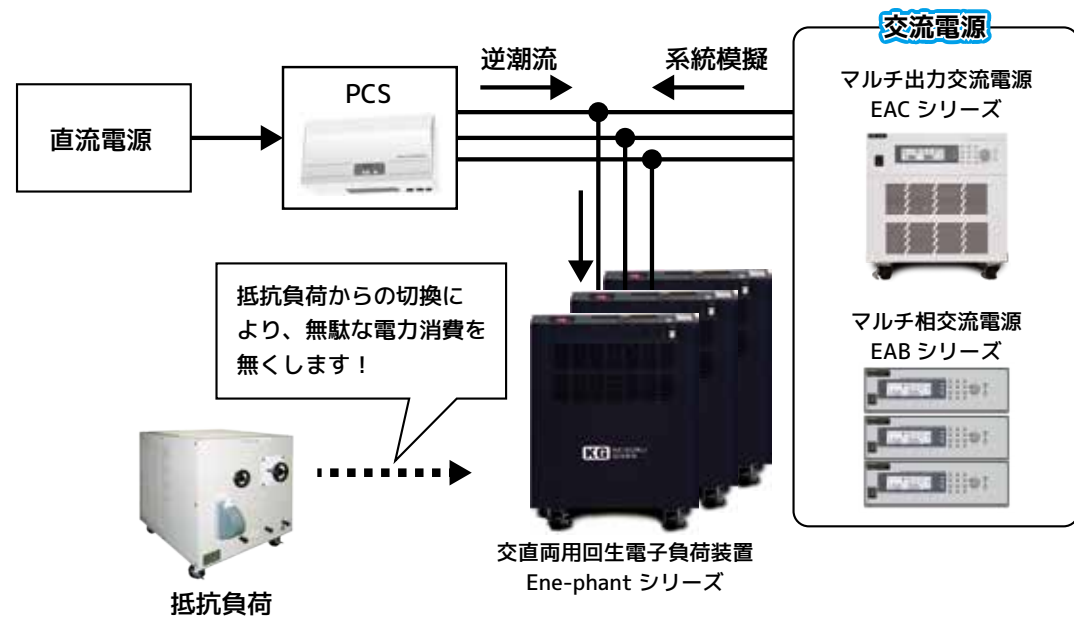 交流電源
逆潮流
系統模擬
PCS
直流電源
マルチ出力交流電源
EAC シリーズ
抵抗負荷からの切換に
より、無駄な電力消費を
無くします！
マルチ相交流電源
EAB シリーズ
KG
交直両用回生電子負荷装置
Ene-phant シリーズ
抵抗負荷